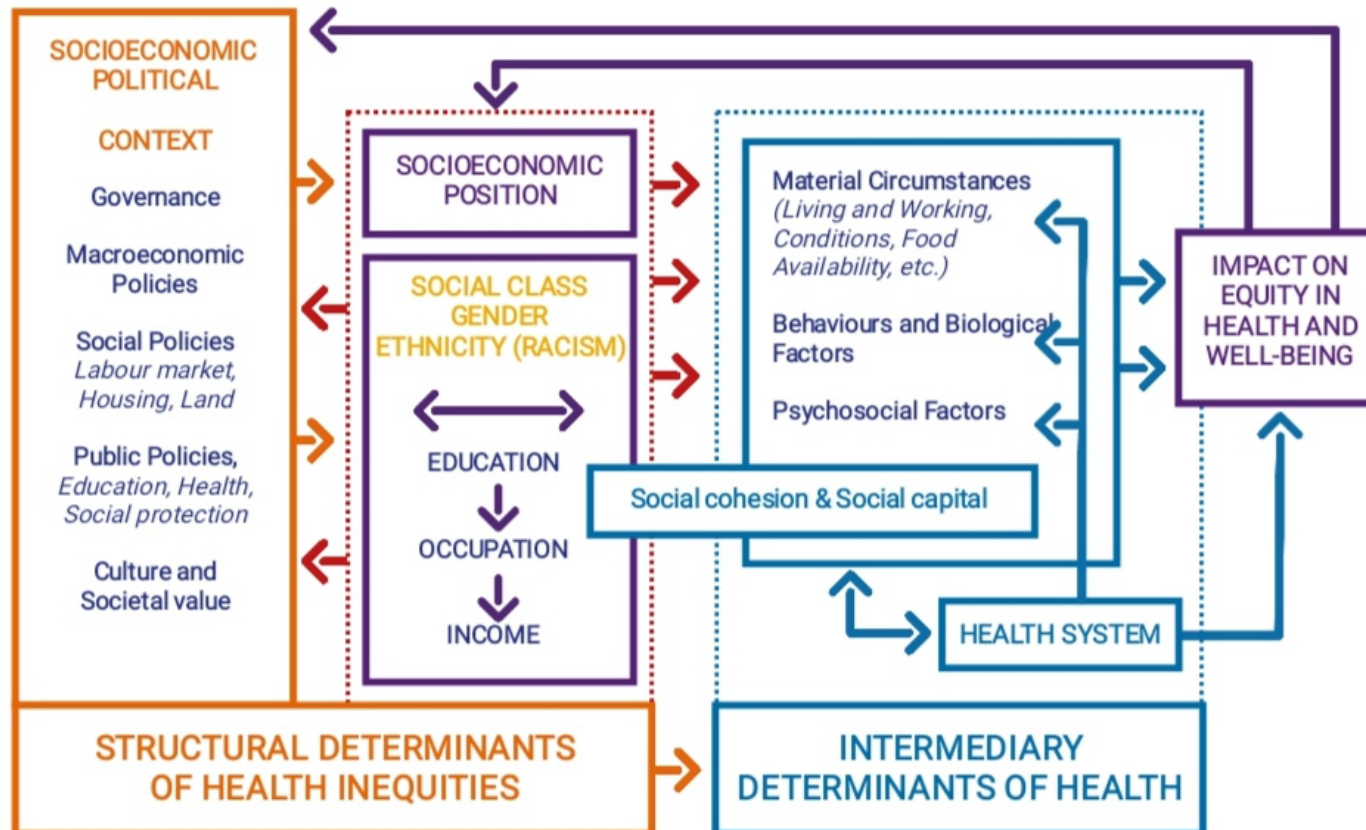 SOCIOECONOMIC
POLITICAL
CONTEXT
Governance
Macroeconomic
Policies
Social Policies
Labour market,
Housing, Land
Public Policies,
Education, Health,
Social protection
Culture and
Societal value
SOCIOECONOMIC
POSITION
SOCIAL CLASS
GENDER
ETHNICITY (RACISM)
EDUCATION
OCCUPATION
INCOME
Material Circumstances
(Living and Working,
Conditions, Food
Availability, etc.)
Behaviours and Biological
Factors
Psychosocial Factors
Social cohesion & Social capital
HEALTH SYSTEM
IMPACT ON
EQUITY IN
HEALTH AND
WELL-BEING
STRUCTURAL DETERMINANTS
OF HEALTH INEQUITIES
INTERMEDIARY
DETERMINANTS OF HEALTH